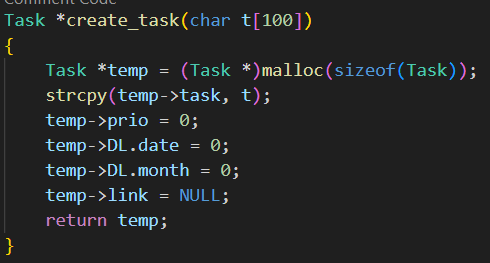 Comment Code
Task *create_task(char t[100])
{
    Task *temp = (Task *)malloc(sizeof(Task));
    strcpy(temp->task, t);
    temp->prio = 0;
    temp->DL.date = 0;
    temp->DL.month = 0;
    temp->link = NULL;
    return temp;
}